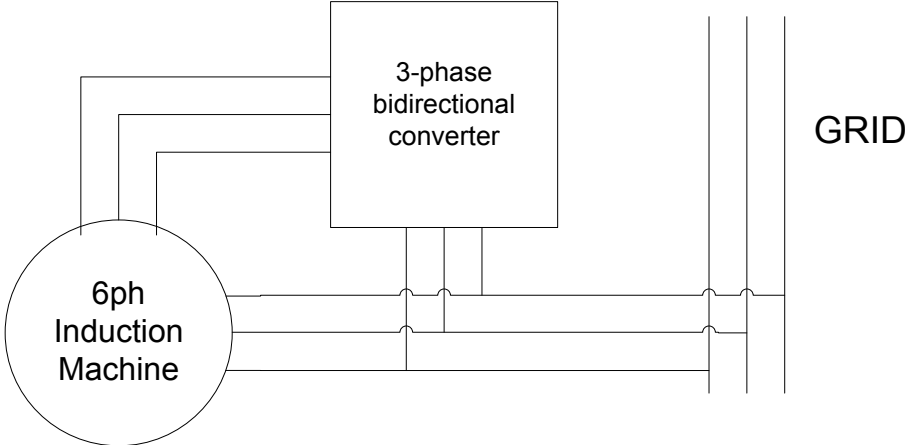 3-phase
bidirectional
converter
GRID
6ph
Induction
Machine